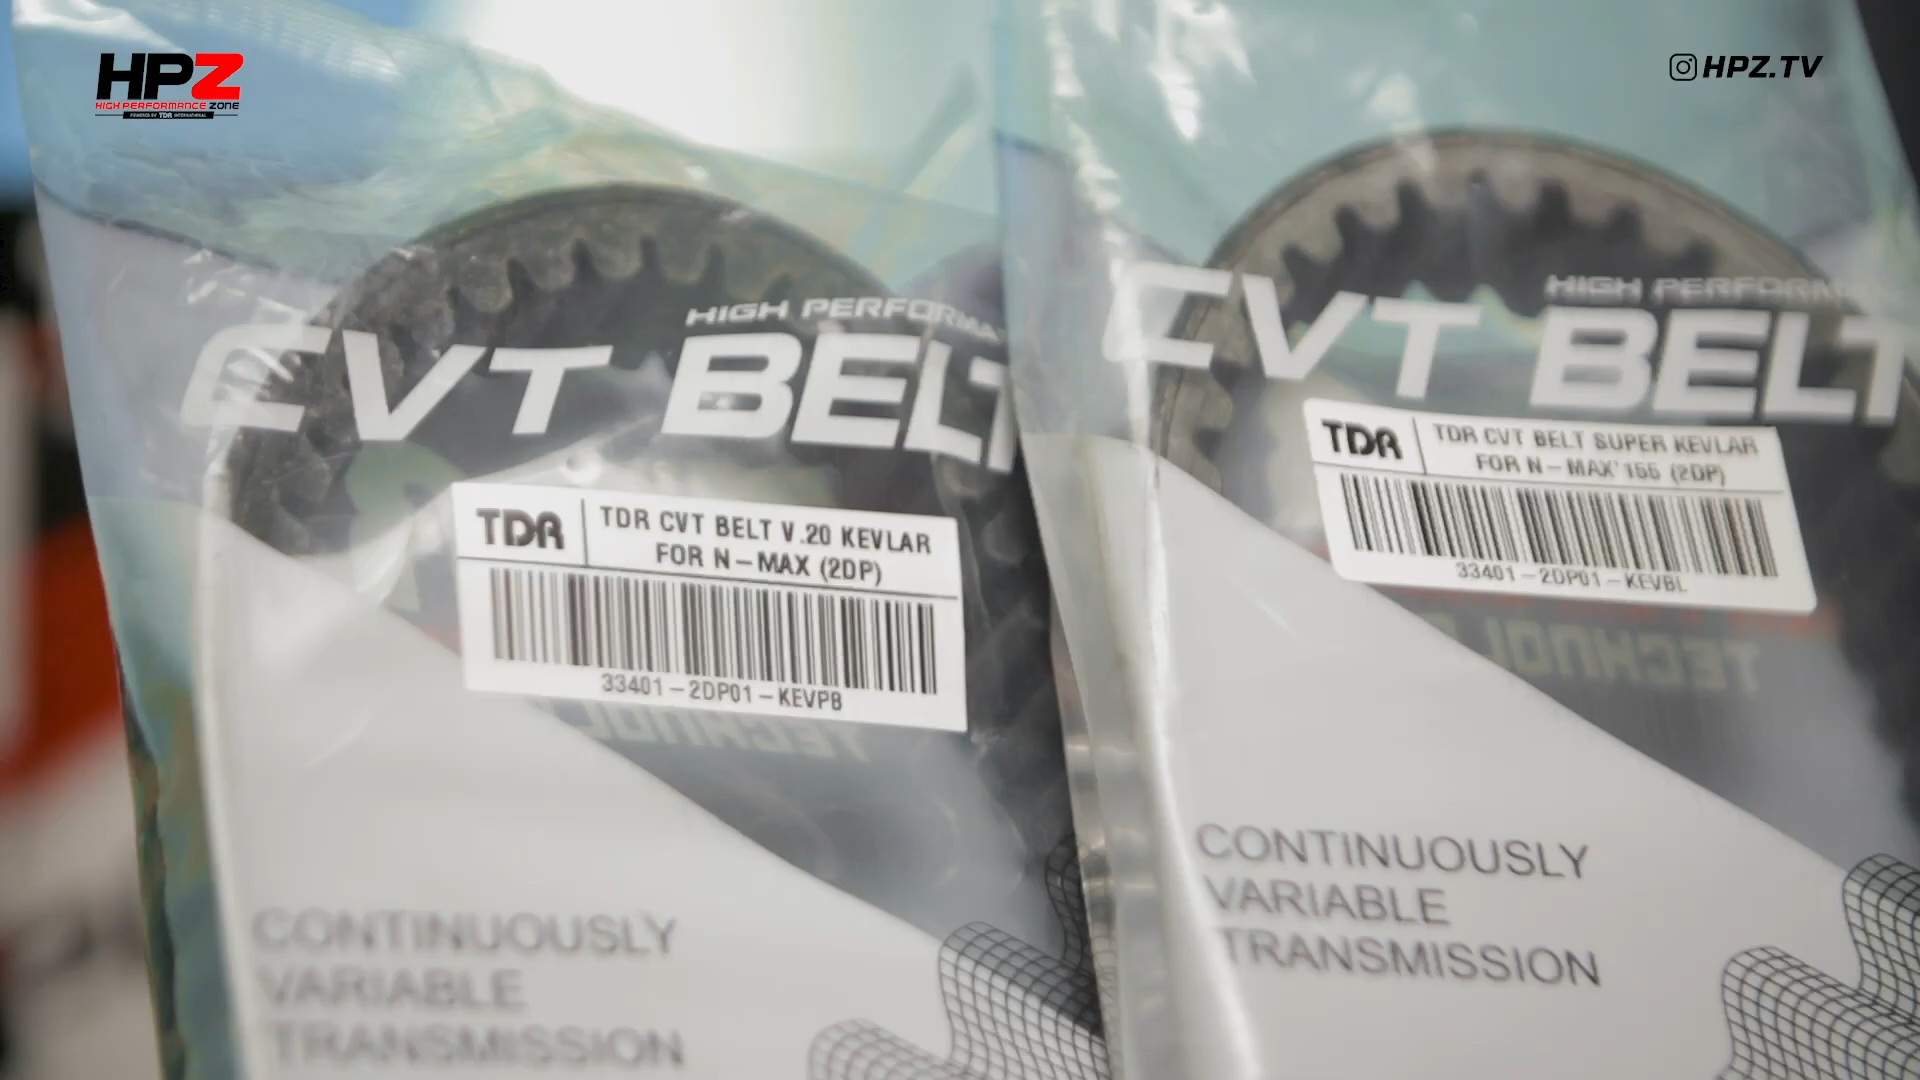 HPZ
HIGH PERFORMANCE ZONE
POWERED BY TDR INTERNATIONAL
HPZ.TV
HIGH PERFORMA
CVT BELT
TDR
TDR CVT BELT V.20 KEVLAR
FOR N-MAX (2DP)
33401-2DP01-KEVPB
CONTINUOUSLY
VARIABLE
TRANSMISSION
HIGH PERFORM
CVT BELT
TDR
TDR CVT BELT SUPER KEVLAR
FOR N-MAX'155 (2DP)
33401-2DP01-KEVBL
CONTINUOUSLY
VARIABLE
TRANSMISSION